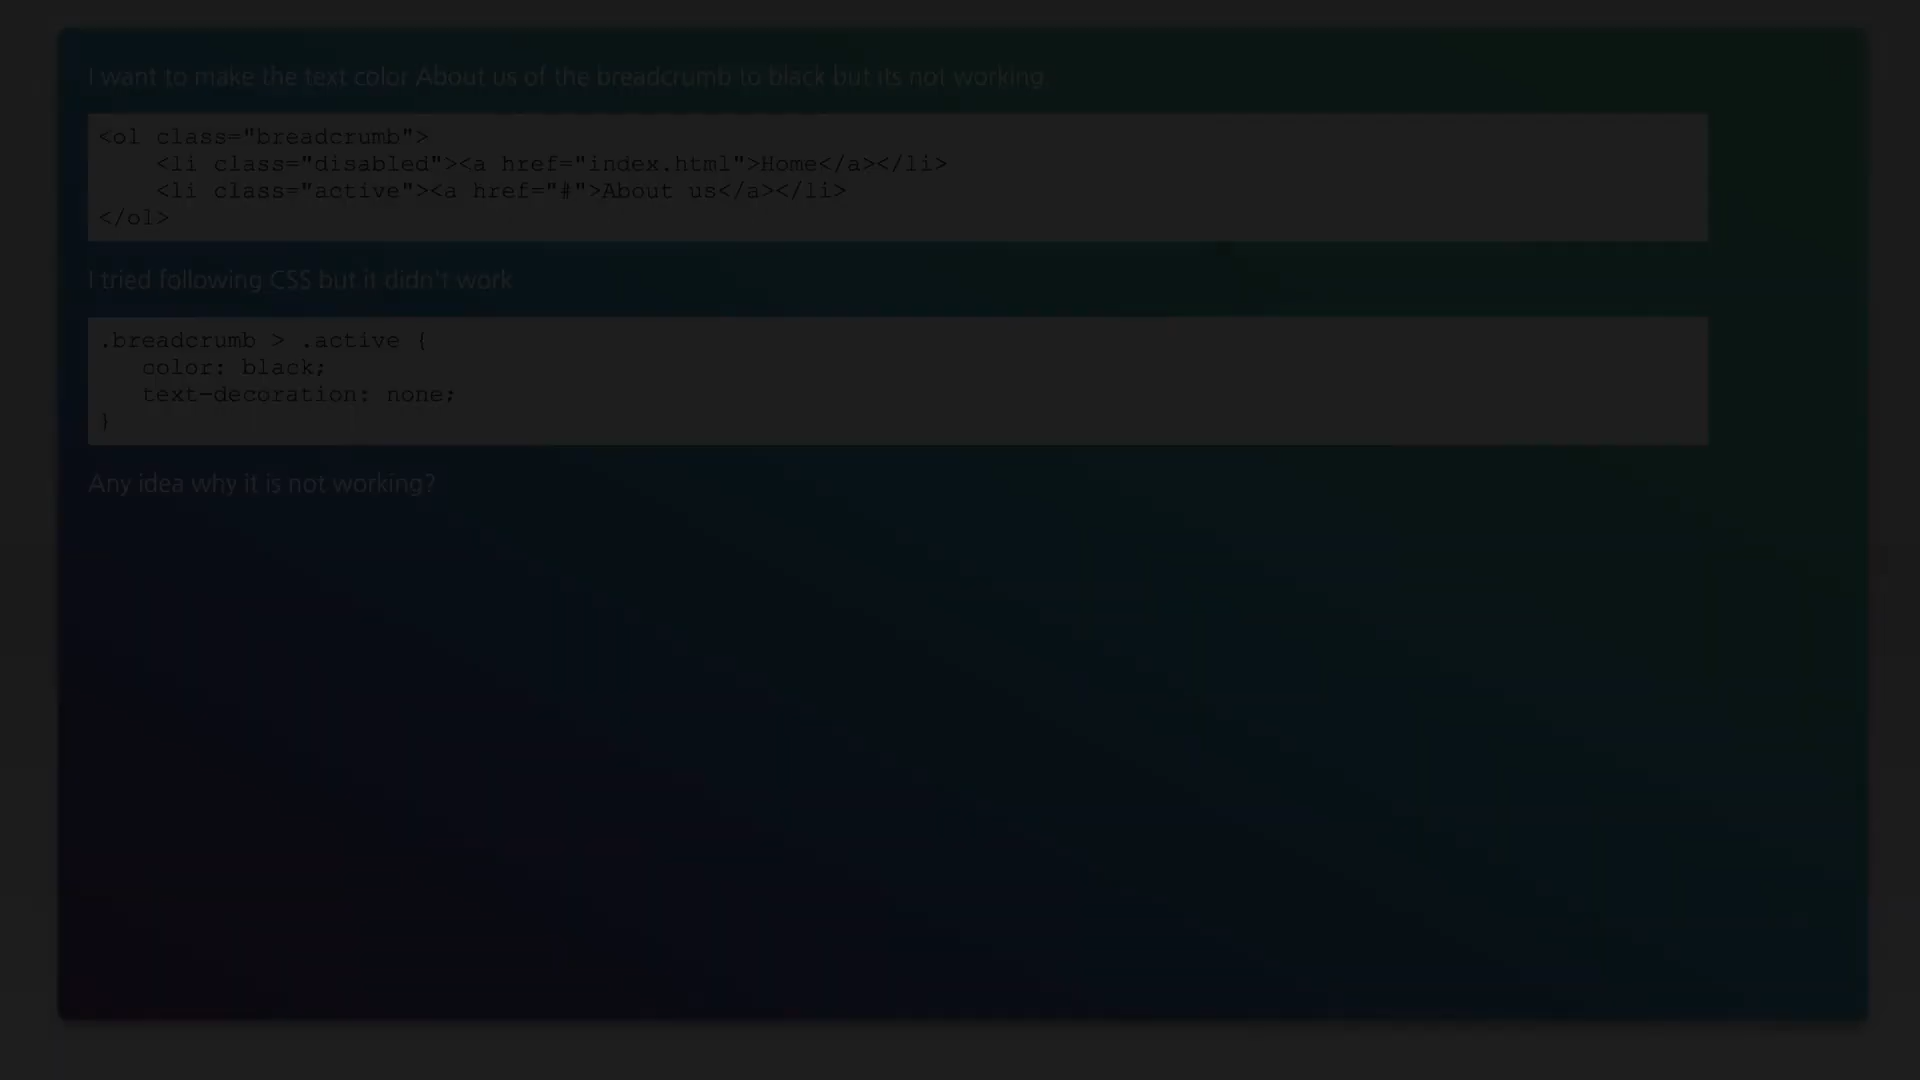 I want to make the text color About us of the breadcrumb to black but its not working.
<ol class="breadcrumb">
    <li class="disabled"><a href="index.html">Home</a></li>
    <li class="active"><a href="#">About us</a></li>
</ol>
I tried following CSS but it didn't work
.breadcrumb > .active {
   color: black;
   text-decoration: none;
}
Any idea why it is not working?